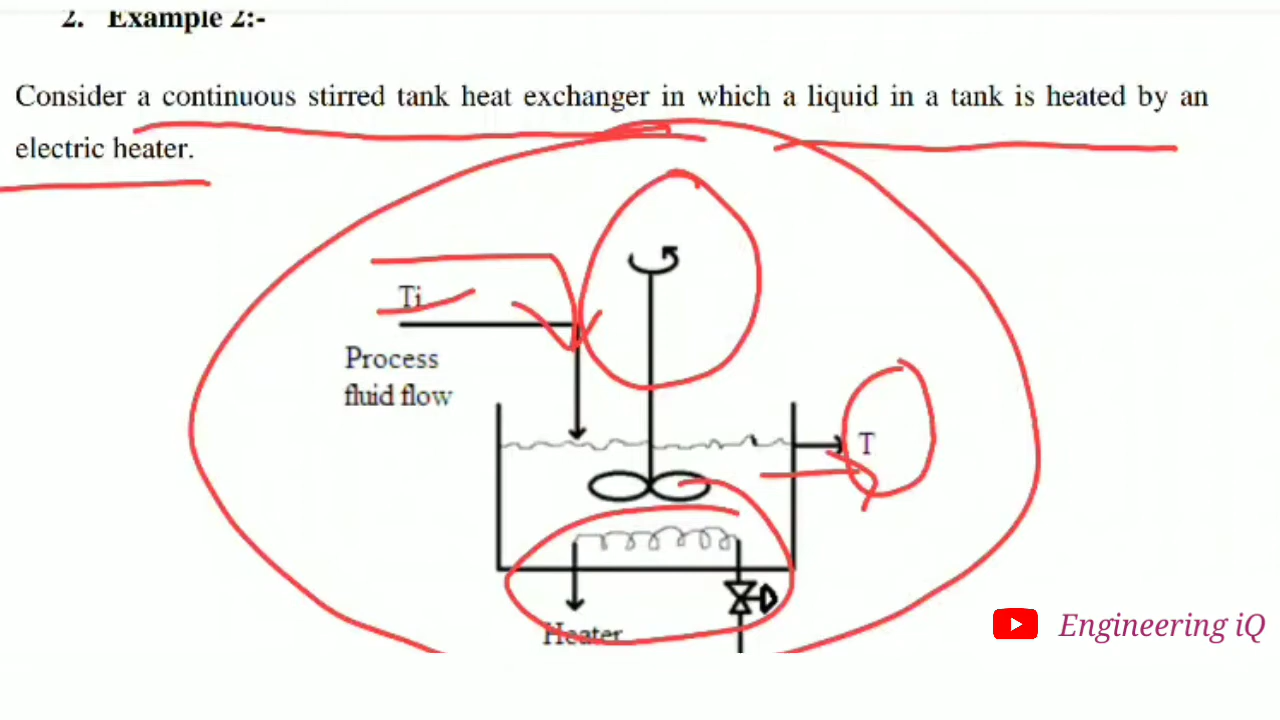 2. Example 2:-
Consider a continuous stirred tank heat exchanger in which a liquid in a tank is heated by an
electric heater.
Ti
Process
fluid flow
T
Heater
Engineering iQ